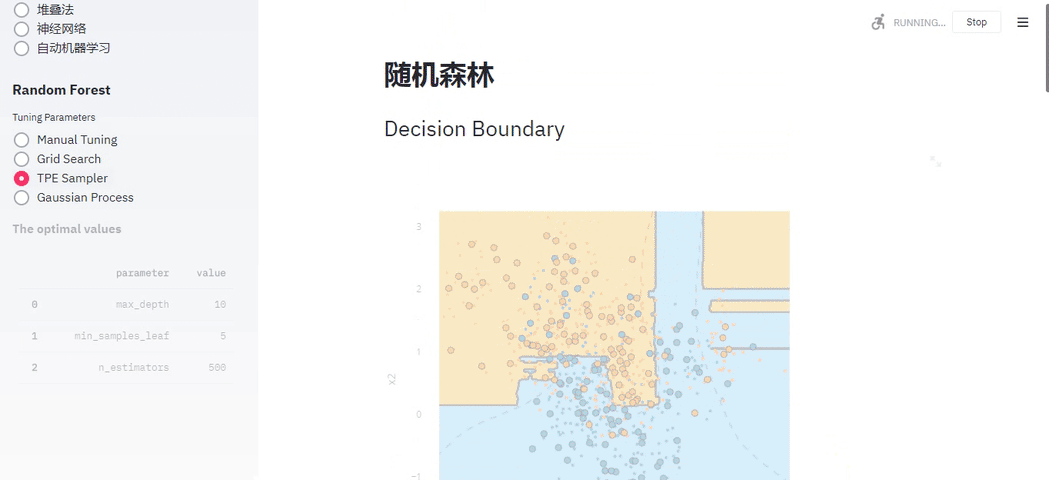 堆叠法
神经网络
自动机器学习
Random Forest
Tuning Parameters
Manual Tuning
Grid Search
TPE Sampler
Gaussian Process
The optimal values
parameter value
0 max_depth 10
1 min_samples_leaf 5
2 n_estimators 500
RUNNING...
Stop
随机森林
Decision Boundary
3
2
1
0
−1
x2